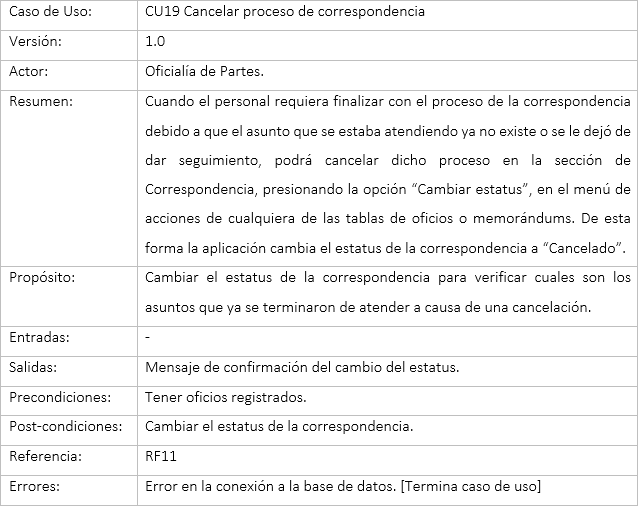 Caso de Uso: CU19 Cancelar proceso de correspondencia
Versión: 1.0
Actor: Oficialía de Partes.
Resumen: Cuando el personal requiera finalizar con el proceso de la correspondencia
debido a que el asunto que se estaba atendiendo ya no existe o se le dejó de
dar seguimiento, podrá cancelar dicho proceso en la sección de
Correspondencia, presionando la opción “Cambiar estatus”, en el menú de
acciones de cualquiera de las tablas de oficios o memorándums. De esta
forma la aplicación cambia el estatus de la correspondencia a “Cancelado”.
Propósito: Cambiar el estatus de la correspondencia para verificar cuales son los
asuntos que ya se terminaron de atender a causa de una cancelación.
Entradas: -
Salidas: Mensaje de confirmación del cambio del estatus.
Precondiciones: Tener oficios registrados.
Post-condiciones: Cambiar el estatus de la correspondencia.
Referencia: RF11
Errores: Error en la conexión a la base de datos. [Termina caso de uso]